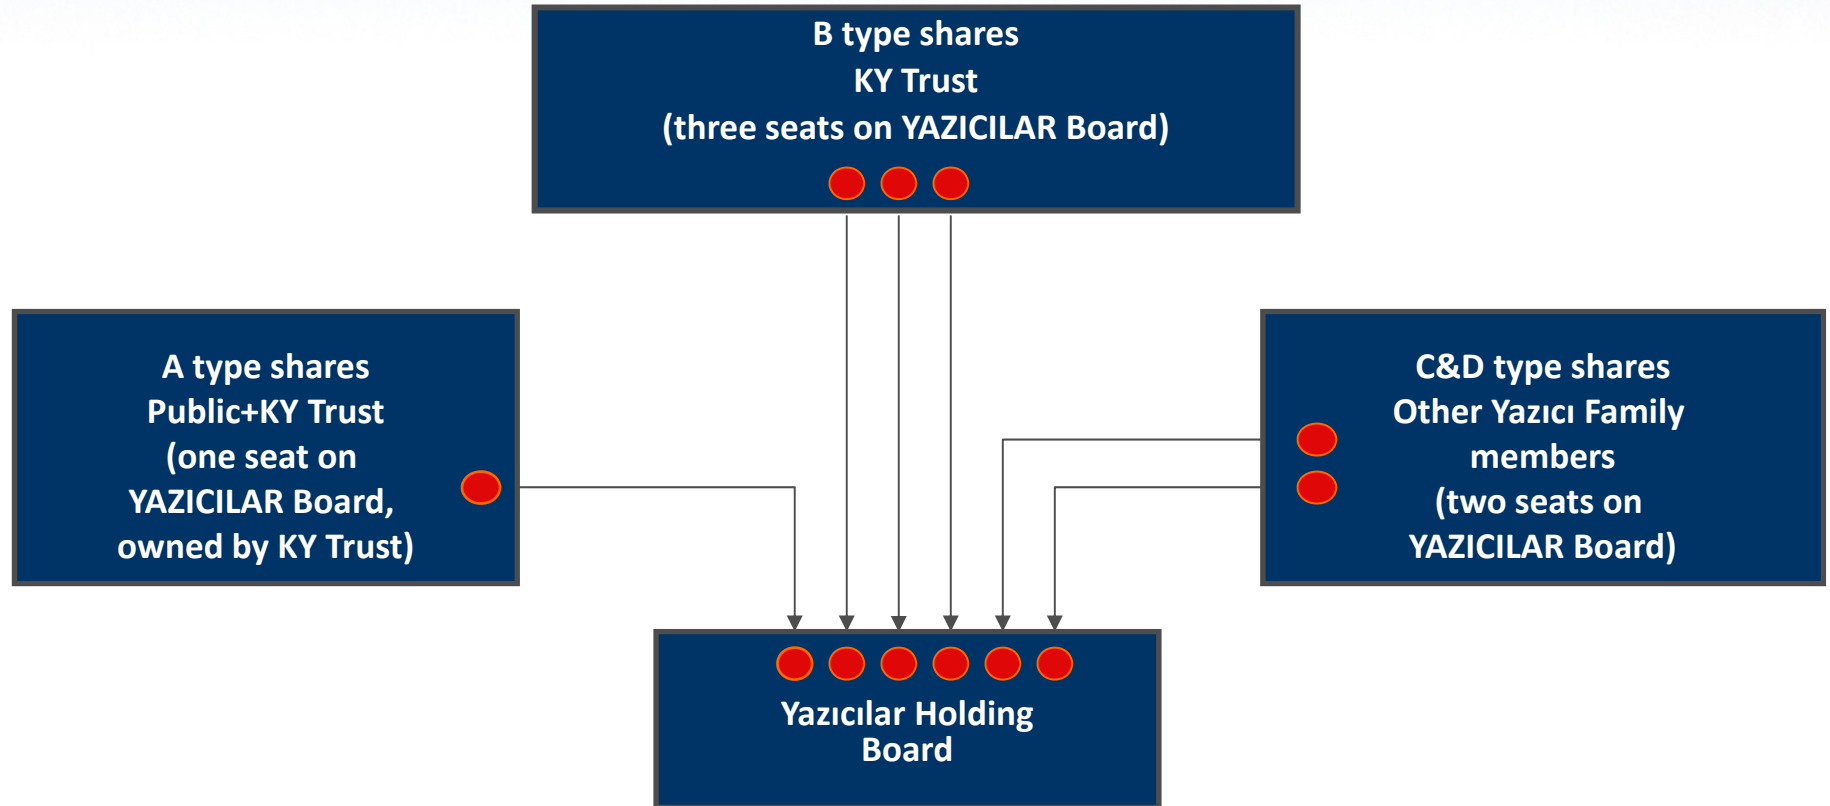 B type shares
KY Trust
(three seats on YAZICILAR Board)
A type shares
Public+KY Trust
(one seat on
YAZICILAR Board,
owned by KY Trust)
C&D type shares
Other Yazıcı Family
members
(two seats on
YAZICILAR Board)
Yazıcılar Holding
Board